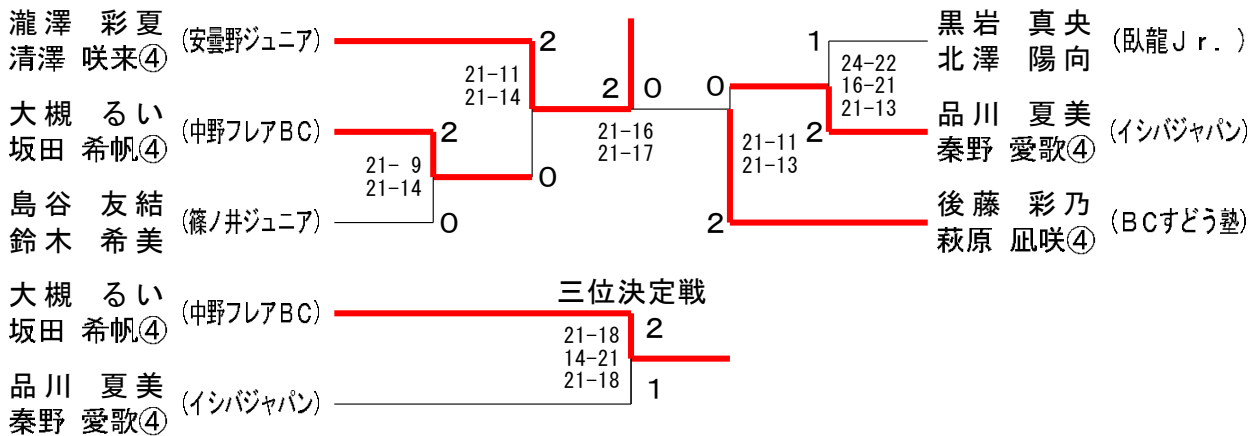 瀧澤 彩夏
清澤 咲来④
(安曇野ジュニア)
2
21-11
21-14
大槻 るい
坂田 希帆④
(中野フレアBC)
2
21- 9
21-14
0
島谷 友結
鈴木 希美
(篠ノ井ジュニア)
0
2
0
21-16
21-17
黒岩 真央
北澤 陽向
(臥龍Jr.)
1
24-22
16-21
21-13
0
品川 夏美
秦野 愛歌④
(イシバジャパン)
2
21-11
21-13
後藤 彩乃
萩原 凪咲④
(BCすどう塾)
2
三位決定戦
大槻 るい
坂田 希帆④
(中野フレアBC)
2
21-18
14-21
21-18
品川 夏美
秦野 愛歌④
(イシバジャパン)
1